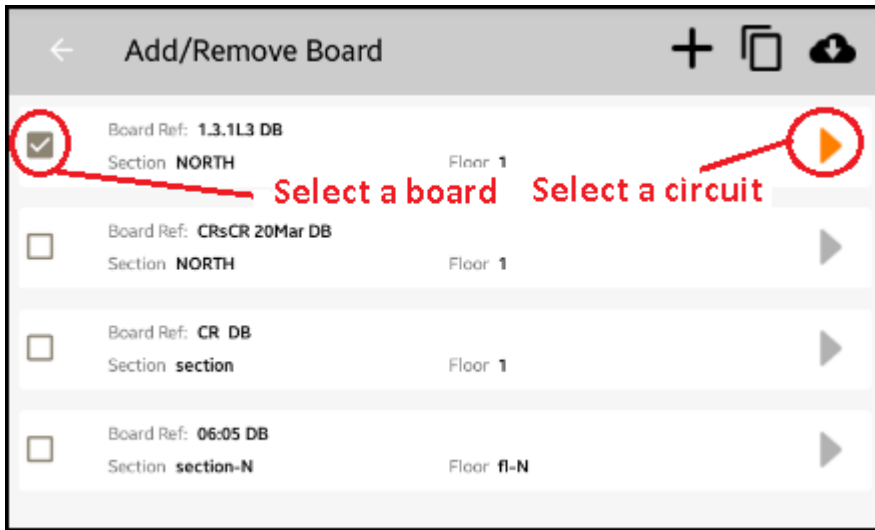 Add/Remove Board
Board Ref: 1.3.1L3 DB
Section NORTH Floor 1
Select a board Select a circuit
Board Ref: CRsCR 20Mar DB
Section NORTH Floor 1
Board Ref: CR DB
Section section Floor 1
Board Ref: 06:05 DB
Section section-N Floor fl-N